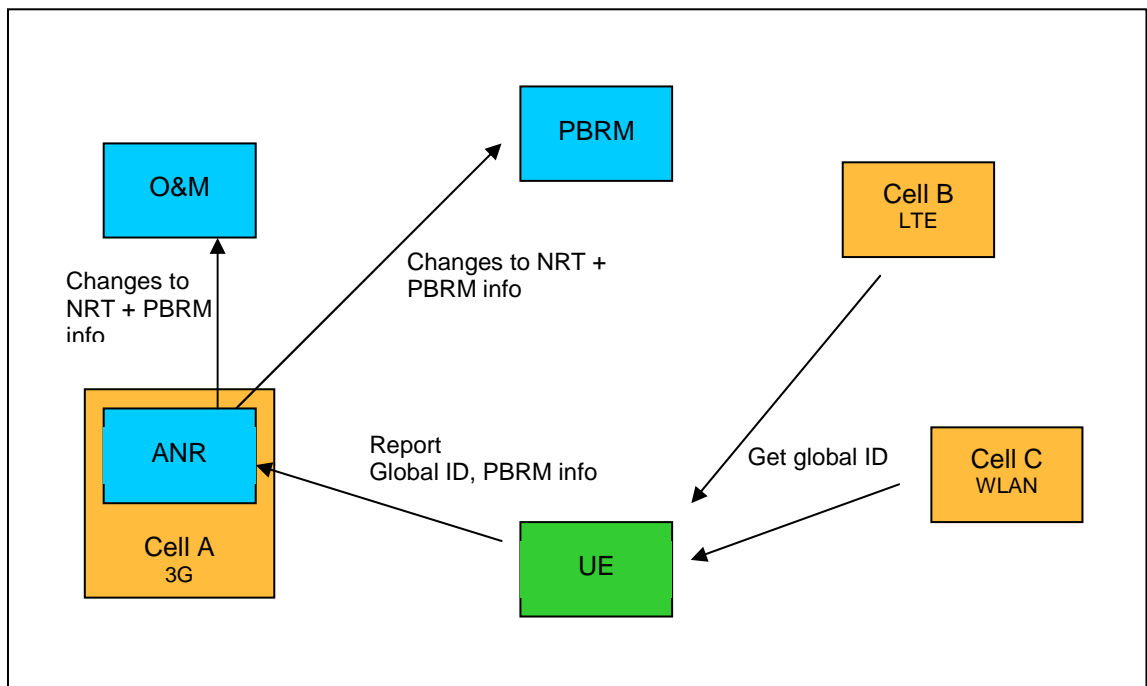 PBRM
O&M
Cell B
LTE
Changes to NRT +
PBRM info
Changes to
NRT + PBRM
info
ANR
Report
Global ID, PBRM info
Get global ID
Cell C
WLAN
Cell A
3G
UE